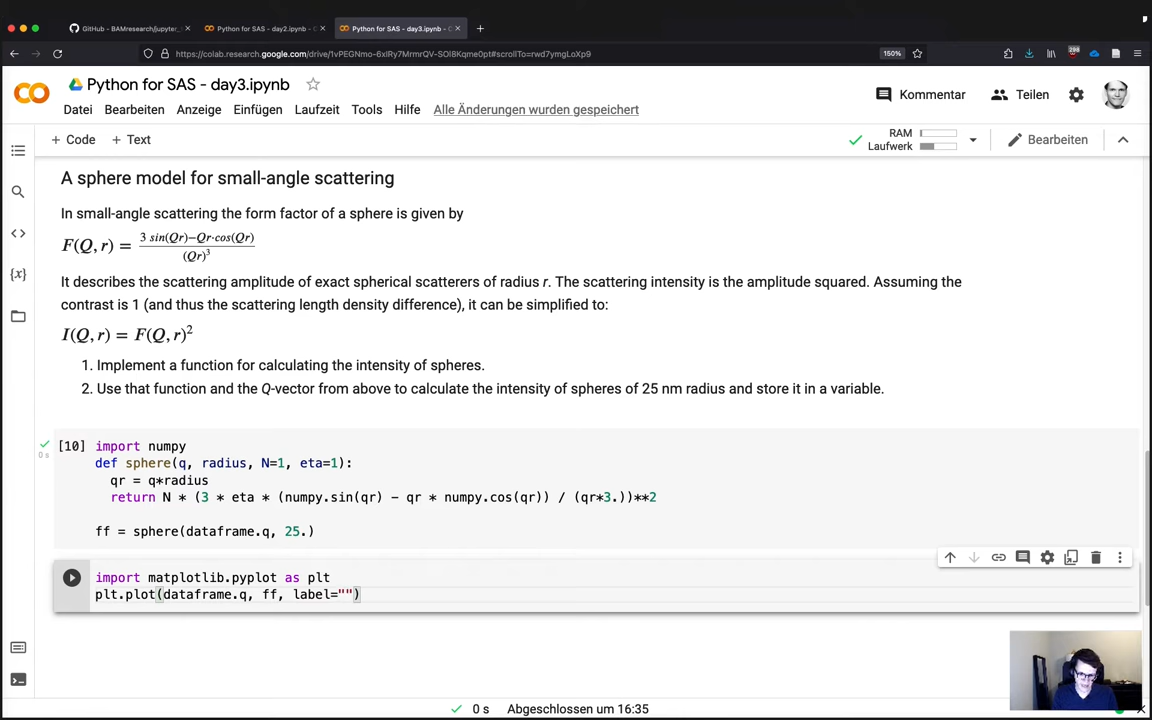 GitHub - BAMresearch/jupyter_
Python for SAS - day2.ipynb - C
Python for SAS - day3.ipynb - C
https://colab.research.google.com/drive/1vPEGNmo-6xIRy7MrmrQV-SOl8Kqme0pt#scrollTo=rwd7ymgLoXp9
150%
298
Python for SAS - day3.ipynb
Datei Bearbeiten Anzeige Einfügen Laufzeit Tools Hilfe Alle Änderungen wurden gespeichert
Kommentar Teilen
+ Code + Text
RAM
Laufwerk
Bearbeiten
A sphere model for small-angle scattering
In small-angle scattering the form factor of a sphere is given by
F(Q, r) = 3 sin(Qr)−Qr·cos(Qr) / (Qr)³
It describes the scattering amplitude of exact spherical scatterers of radius r. The scattering intensity is the amplitude squared. Assuming the
contrast is 1 (and thus the scattering length density difference), it can be simplified to:
I(Q, r) = F(Q, r)²
1. Implement a function for calculating the intensity of spheres.
2. Use that function and the Q-vector from above to calculate the intensity of spheres of 25 nm radius and store it in a variable.
0 s
[10] import numpy
def sphere(q, radius, N=1, eta=1):
qr = q*radius
return N * (3 * eta * (numpy.sin(qr) - qr * numpy.cos(qr)) / (qr*3.))**2
ff = sphere(dataframe.q, 25.)
import matplotlib.pyplot as plt
plt.plot(dataframe.q, ff, label="")
0 s Abgeschlossen um 16:35